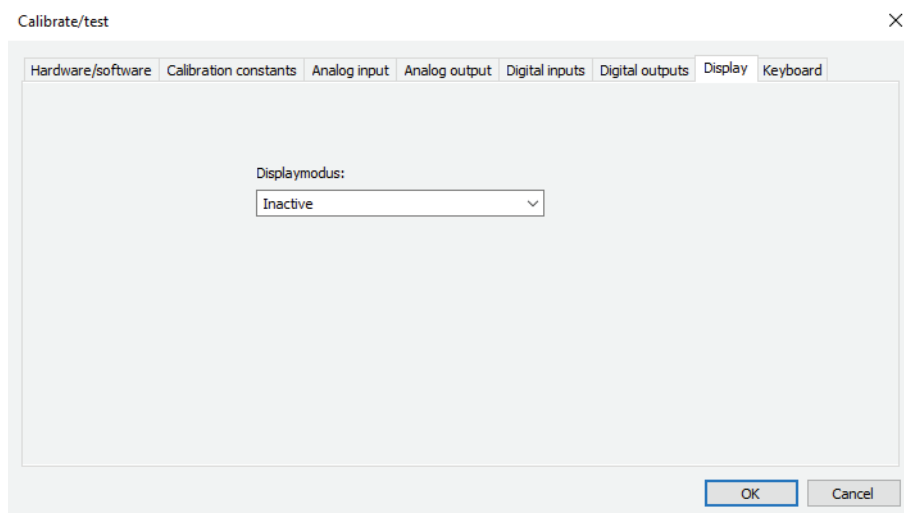 Calibrate/test
Hardware/software Calibration constants Analog input Analog output Digital inputs Digital outputs Display Keyboard
Displaymodus:
Inactive
OK Cancel